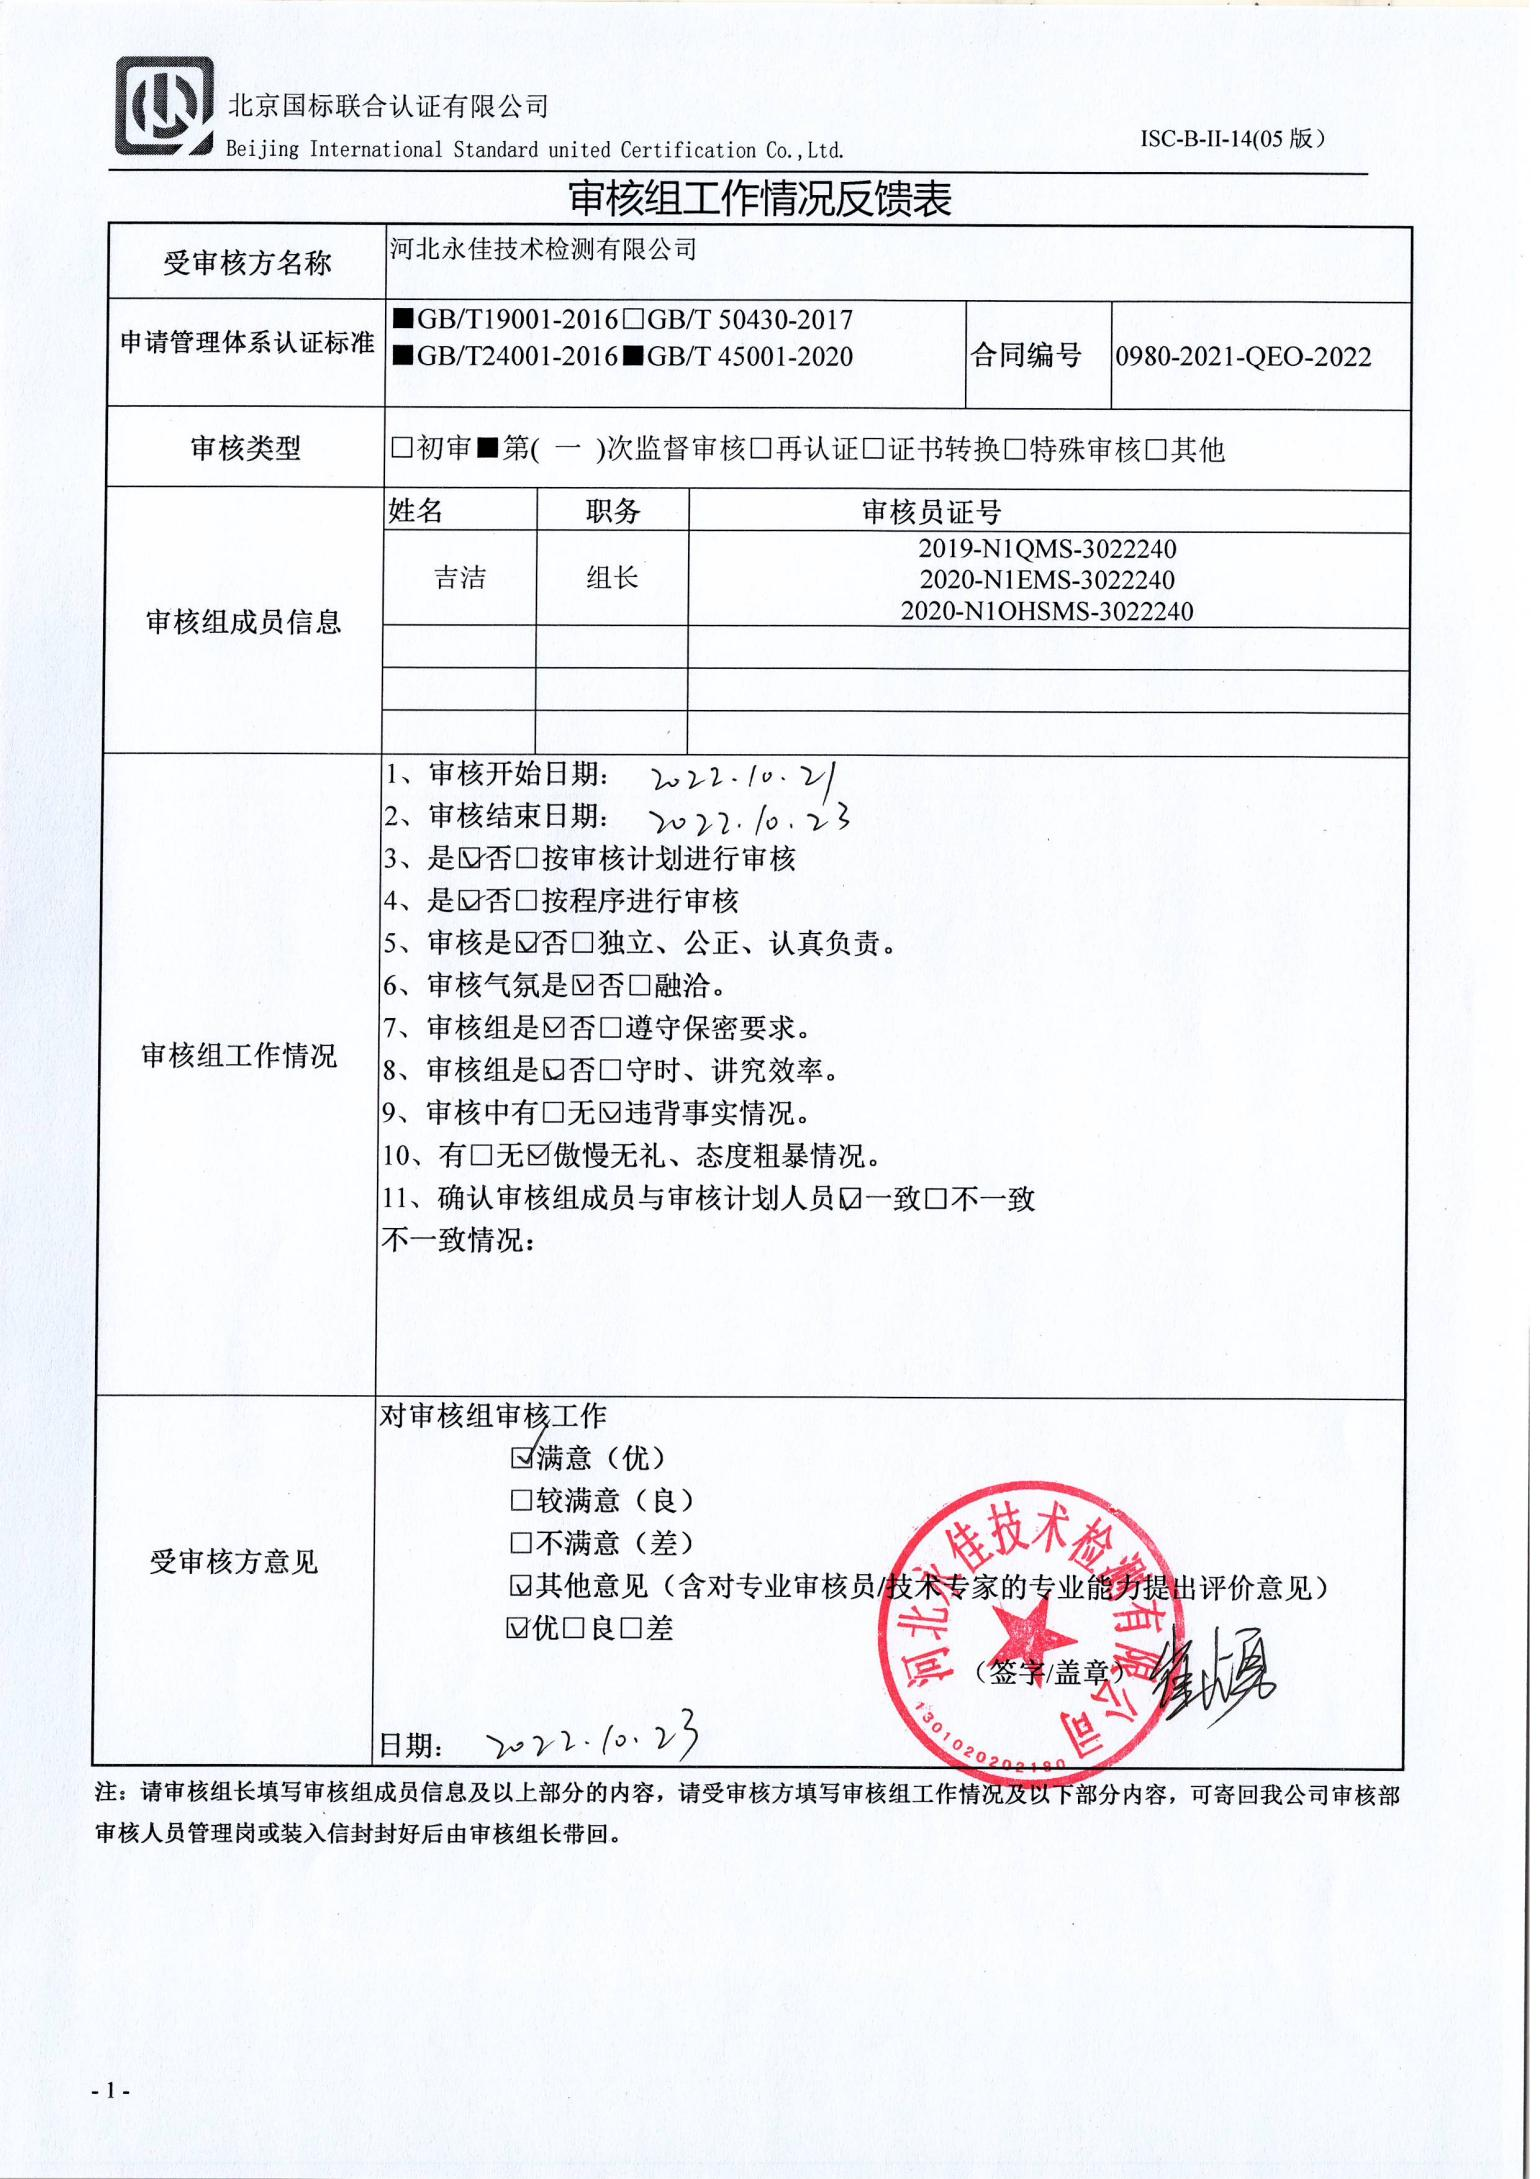 北京国标联合认证有限公司
Beijing International Standard united Certification Co.,Ltd.
ISC-B-II-14(05 版)
审核组工作情况反馈表
受审核方名称
河北永佳技术检测有限公司
申请管理体系认证标准
■GB/T19001-2016□GB/T 50430-2017
■GB/T24001-2016■GB/T 45001-2020
合同编号
0980-2021-QEO-2022
审核类型
□初审■第( 一 )次监督审核□再认证□证书转换□特殊审核□其他
审核组成员信息
姓名 职务 审核员证号
吉洁 组长
2019-N1QMS-3022240
2020-N1EMS-3022240
2020-N1OHSMS-3022240
审核组工作情况
1、审核开始日期： 2022.10.21
2、审核结束日期： 2022.10.23
3、是☑否□按审核计划进行审核
4、是☑否□按程序进行审核
5、审核是☑否□独立、公正、认真负责。
6、审核气氛是☑否□融洽。
7、审核组是☑否□遵守保密要求。
8、审核组是☑否□守时、讲究效率。
9、审核中有□无☑违背事实情况。
10、有□无☑傲慢无礼、态度粗暴情况。
11、确认审核组成员与审核计划人员☑一致□不一致
不一致情况：
受审核方意见
对审核组审核工作
☑满意（优）
□较满意（良）
□不满意（差）
☑其他意见（含对专业审核员/技术专家的专业能力提出评价意见）
☑优□良□差
（签字/盖章）
河北永佳技术检测有限公司
1301020202180
日期： 2022.10.23
注：请审核组长填写审核组成员信息及以上部分的内容，请受审核方填写审核组工作情况及以下部分内容，可寄回我公司审核部
审核人员管理岗或装入信封封好后由审核组长带回。
- 1 -